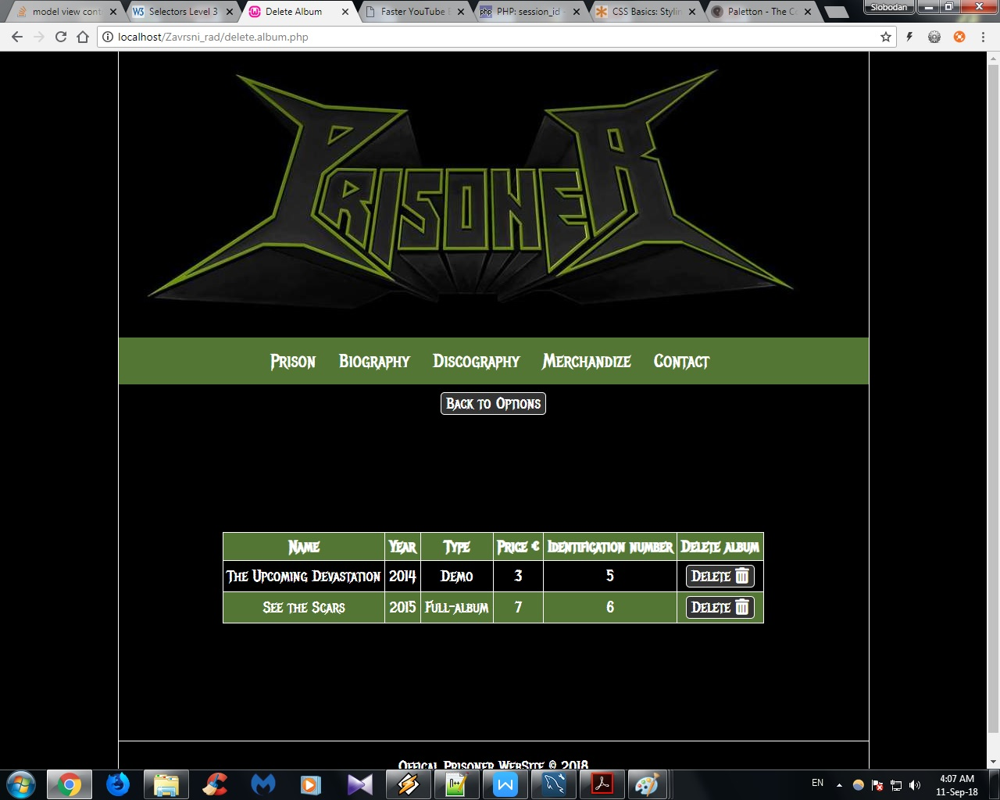 model view cont
Selectors Level 3
Delete Album
Faster YouTube
PHP: session_id
CSS Basics: Stylin
Paletton - The Co
Slobodan
localhost/Zavrsni_rad/delete.album.php
PRISONER
Prison Biography Discography Merchandize Contact
Back to Options
Name Year Type Price € Identification number Delete album
The Upcoming Devastation 2014 Demo 3 5 Delete
See the Scars 2015 Full-album 7 6 Delete
Offical Prisoner WebSite © 2018
EN
4:07 AM
11-Sep-18